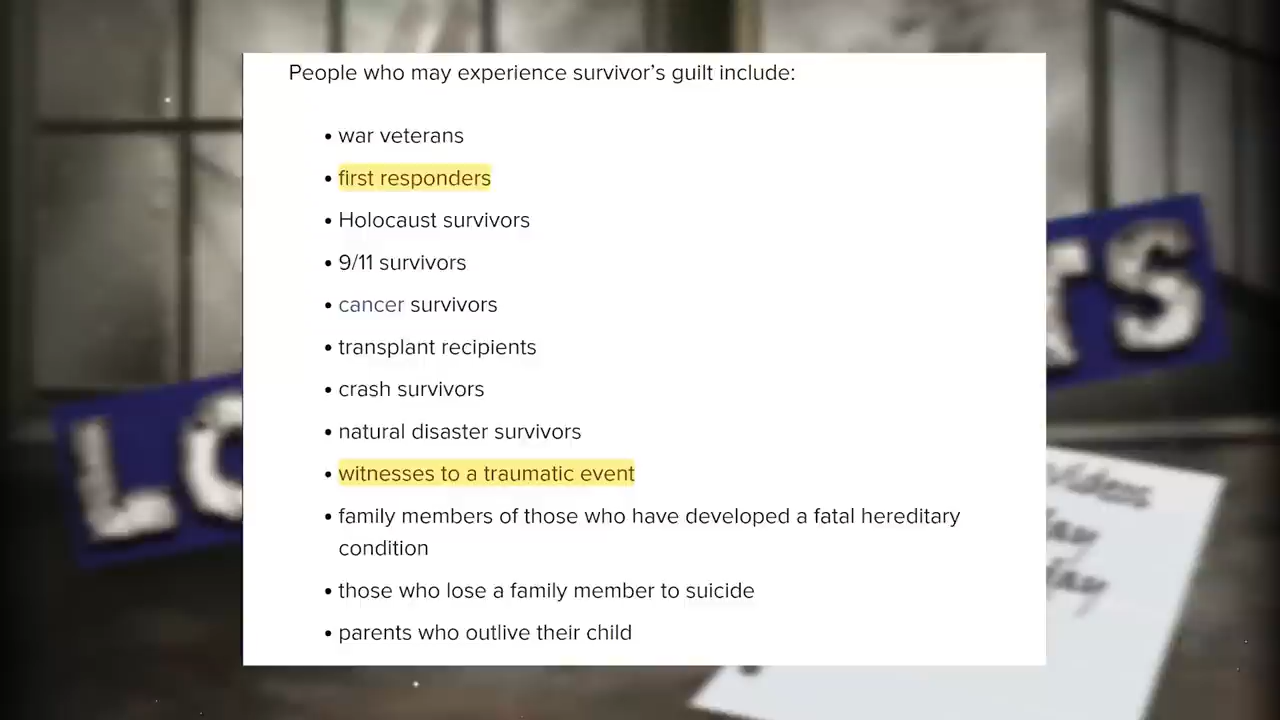 People who may experience survivor’s guilt include:
• war veterans
• first responders
• Holocaust survivors
• 9/11 survivors
• cancer survivors
• transplant recipients
• crash survivors
• natural disaster survivors
• witnesses to a traumatic event
• family members of those who have developed a fatal hereditary
condition
• those who lose a family member to suicide
• parents who outlive their child